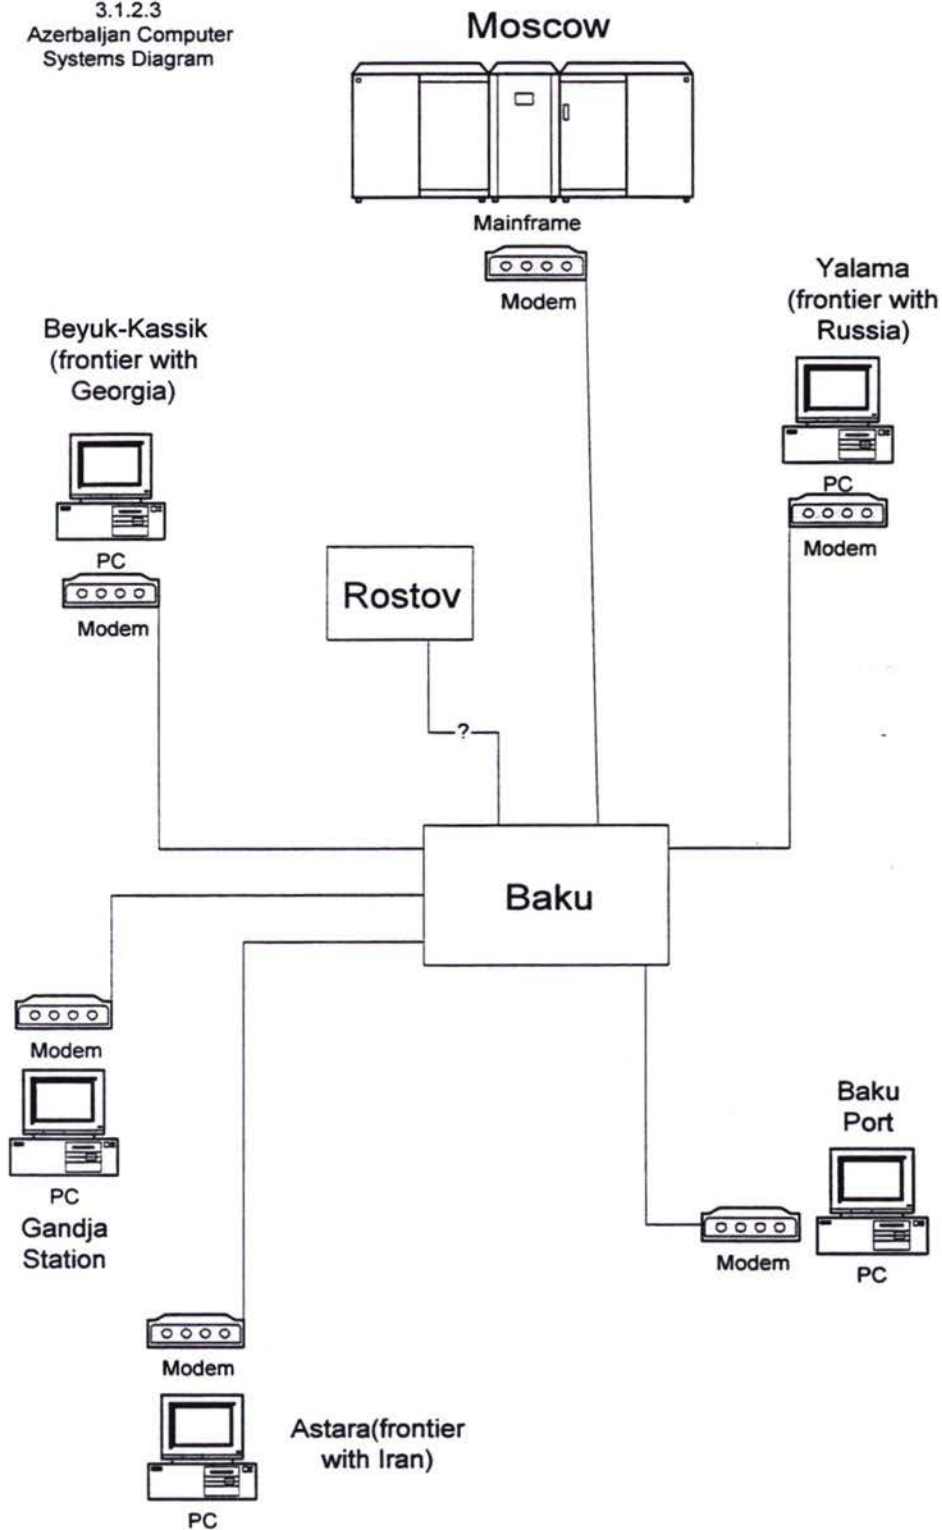 3.1.2.3
Azerbaljan Computer
Systems Diagram
Moscow
Mainframe
Modem
Yalama
(frontier with
Russia)
PC
Modem
Beyuk-Kassik
(frontier with
Georgia)
PC
Modem
Rostov
?
Baku
Modem
PC
Gandja
Station
Baku
Port
Modem
PC
Modem
Astara(frontier
with Iran)
PC